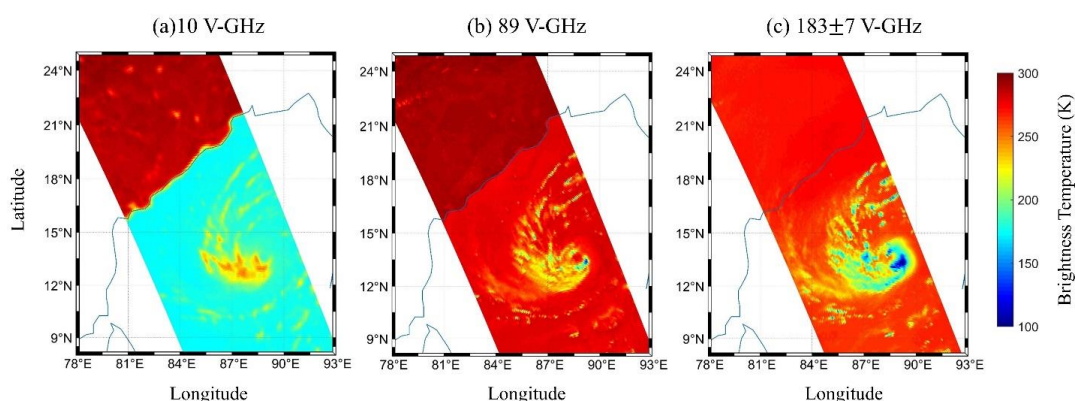 (a)10 V-GHz
(b) 89 V-GHz
(c) 183±7 V-GHz
Latitude
24°N
21°N
18°N
15°N
12°N
9°N
78°E 81°E 84°E 87°E 90°E 93°E
Longitude
24°N
21°N
18°N
15°N
12°N
9°N
78°E 81°E 84°E 87°E 90°E 93°E
Longitude
24°N
21°N
18°N
15°N
12°N
9°N
78°E 81°E 84°E 87°E 90°E 93°E
Longitude
300
250
200
150
100
Brightness Temperature (K)